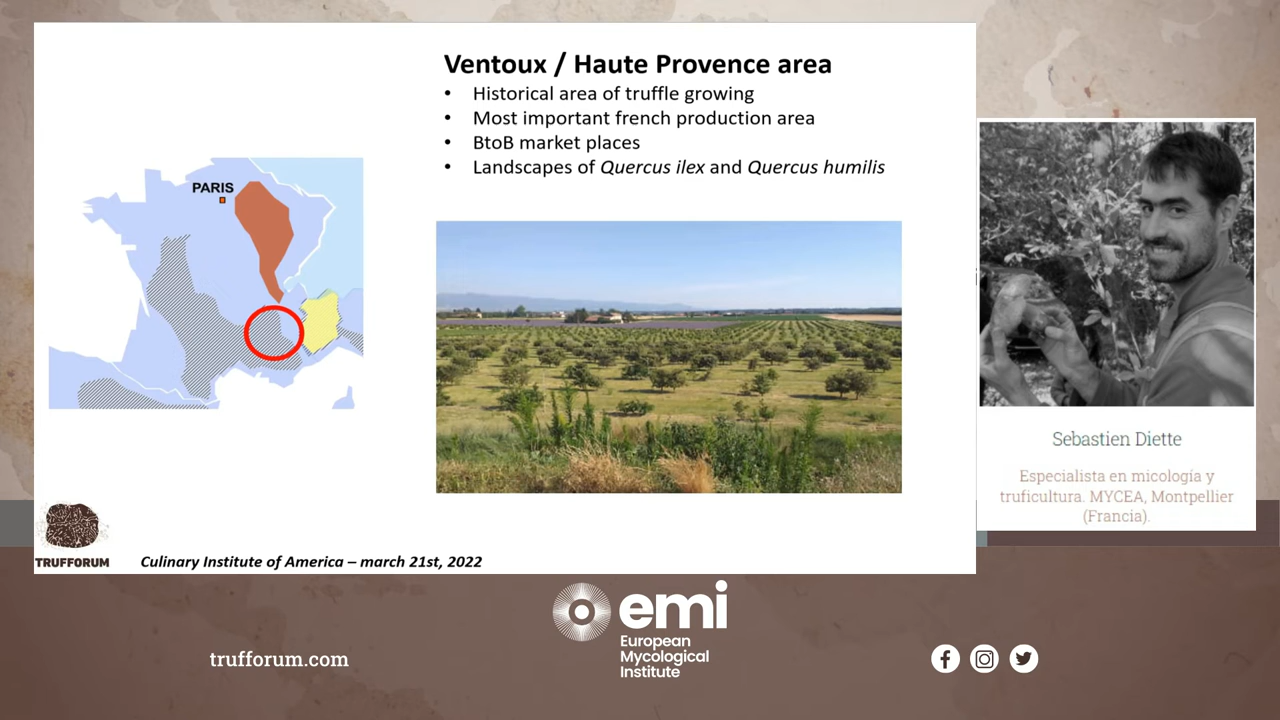 Ventoux / Haute Provence area
• Historical area of truffle growing
• Most important french production area
• BtoB market places
• Landscapes of Quercus ilex and Quercus humilis
PARIS
TRUFFORUM
Culinary Institute of America – march 21st, 2022
Sebastien Diette
Especialista en micología y
truficultura. MYCEA, Montpellier
(Francia).
emi
European
Mycological
Institute
trufforum.com